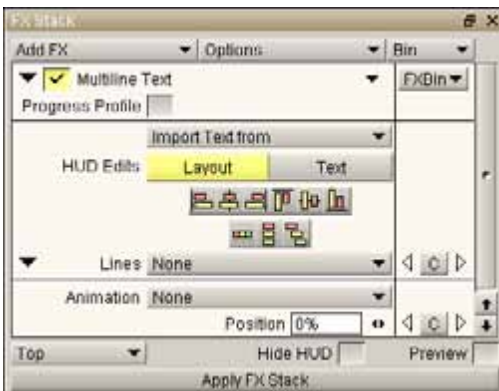 FX Stack
Add FX Options Bin
Multiline Text FXBin
Progress Profile
Import Text from
HUD Edits Layout Text
Lines None C
Animation None
Position 0% C
Top Hide HUD Preview
Apply FX Stack